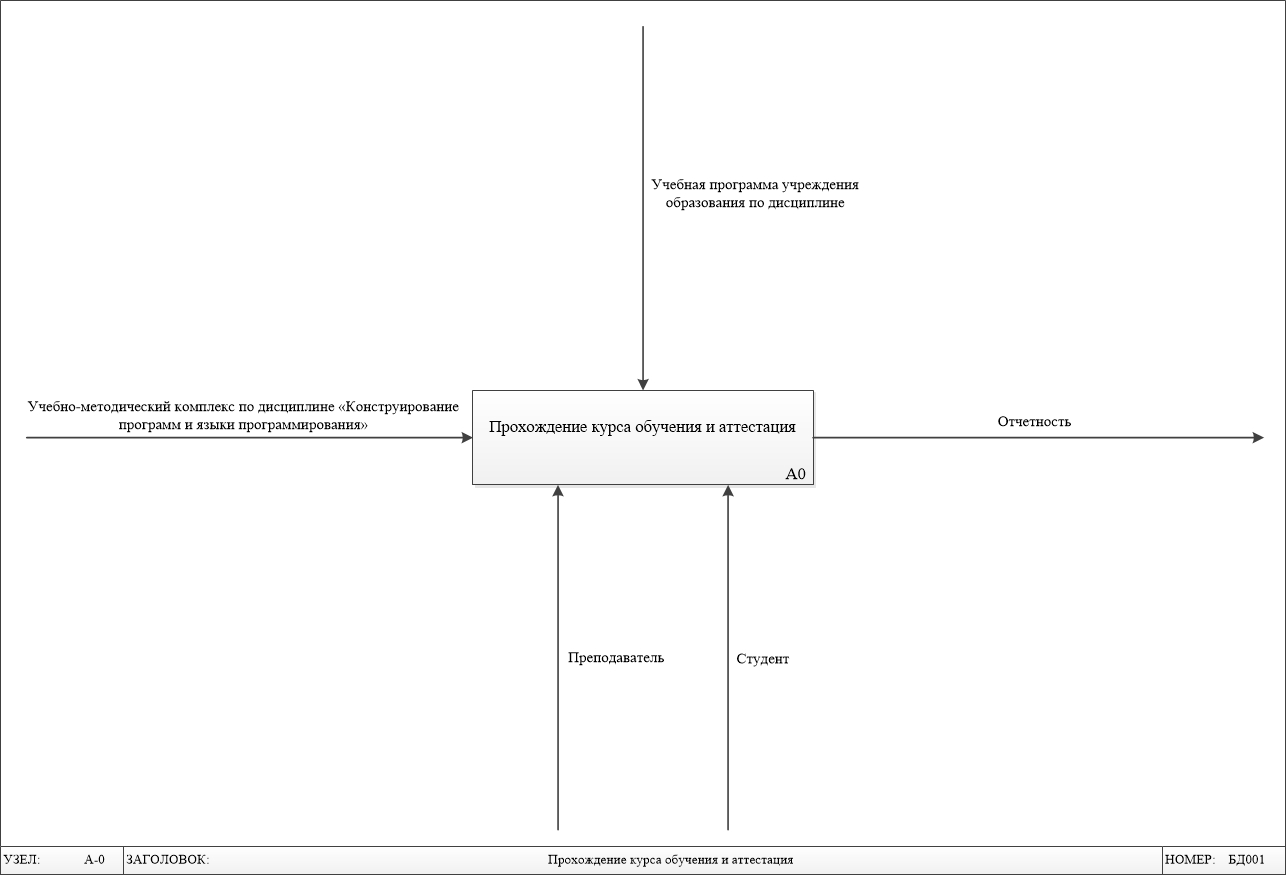 Учебная программа учреждения
образования по дисциплине
Учебно-методический комплекс по дисциплине «Конструирование
программ и языки программирования»
Прохождение курса обучения и аттестация
A0
Отчетность
Преподаватель
Студент
УЗЕЛ: A-0 ЗАГОЛОВОК: Прохождение курса обучения и аттестация НОМЕР: БД001